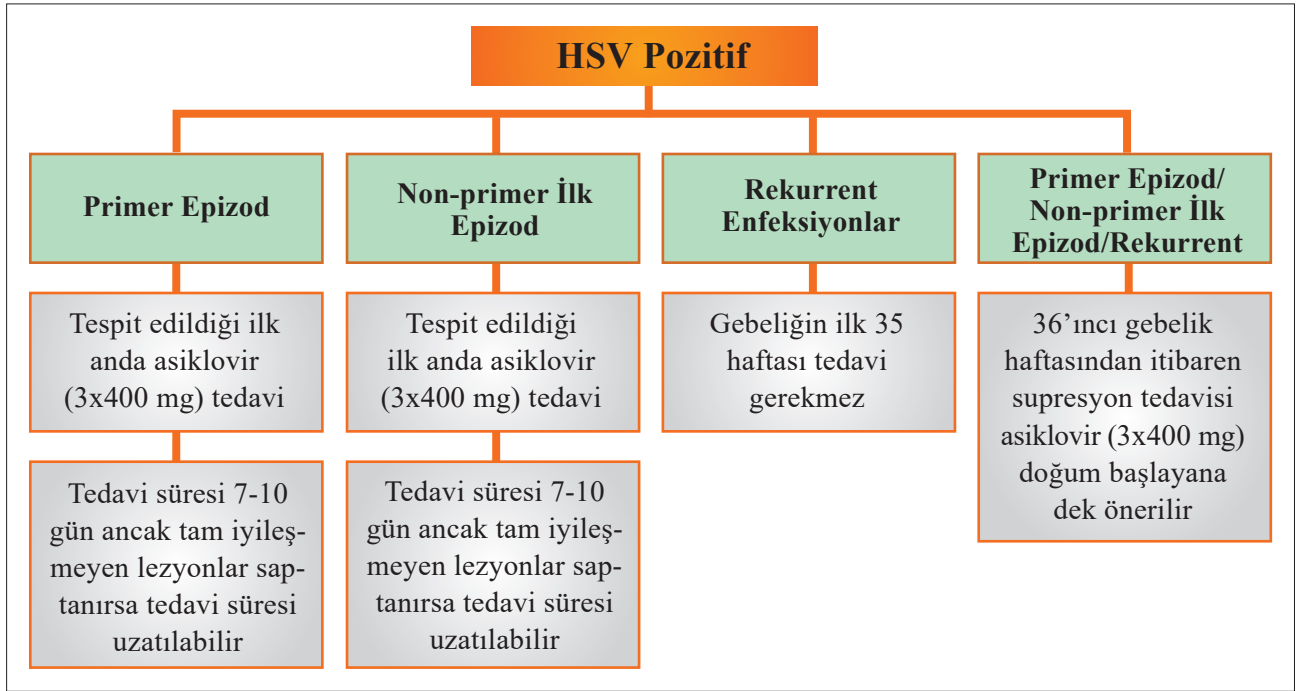 HSV Pozitif
Primer Epizod
Tespit edildiği ilk
anda asiklovir
(3x400 mg) tedavi
Tedavi süresi 7-10
gün ancak tam iyileş-
meyen lezyonlar sap-
tanırsa tedavi süresi
uzatılabilir
Non-primer İlk
Epizod
Tespit edildiği
ilk anda asiklovir
(3x400 mg) tedavi
Tedavi süresi 7-10
gün ancak tam iyileş-
meyen lezyonlar sap-
tanırsa tedavi süresi
uzatılabilir
Rekurrent
Enfeksiyonlar
Gebeliğin ilk 35
haftası tedavi
gerekmez
Primer Epizod/
Non-primer İlk
Epizod/Rekurrent
36’ıncı gebelik
haftasından itibaren
supresyon tedavisi
asiklovir (3x400 mg)
doğum başlayana
dek önerilir